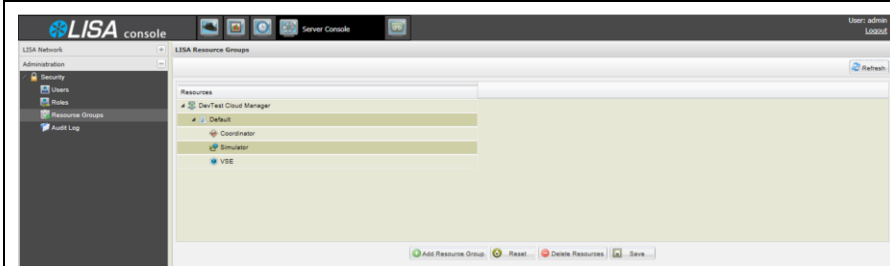 LISA console
Server Console
User: admin
Logout
LISA Network
LISA Resource Groups
Administration
Refresh
Security
Users
Roles
Resource Groups
Audit Log
Resources
DevTest Cloud Manager
Default
Coordinator
Simulator
VSE
Add Resource Group Reset Delete Resources Save